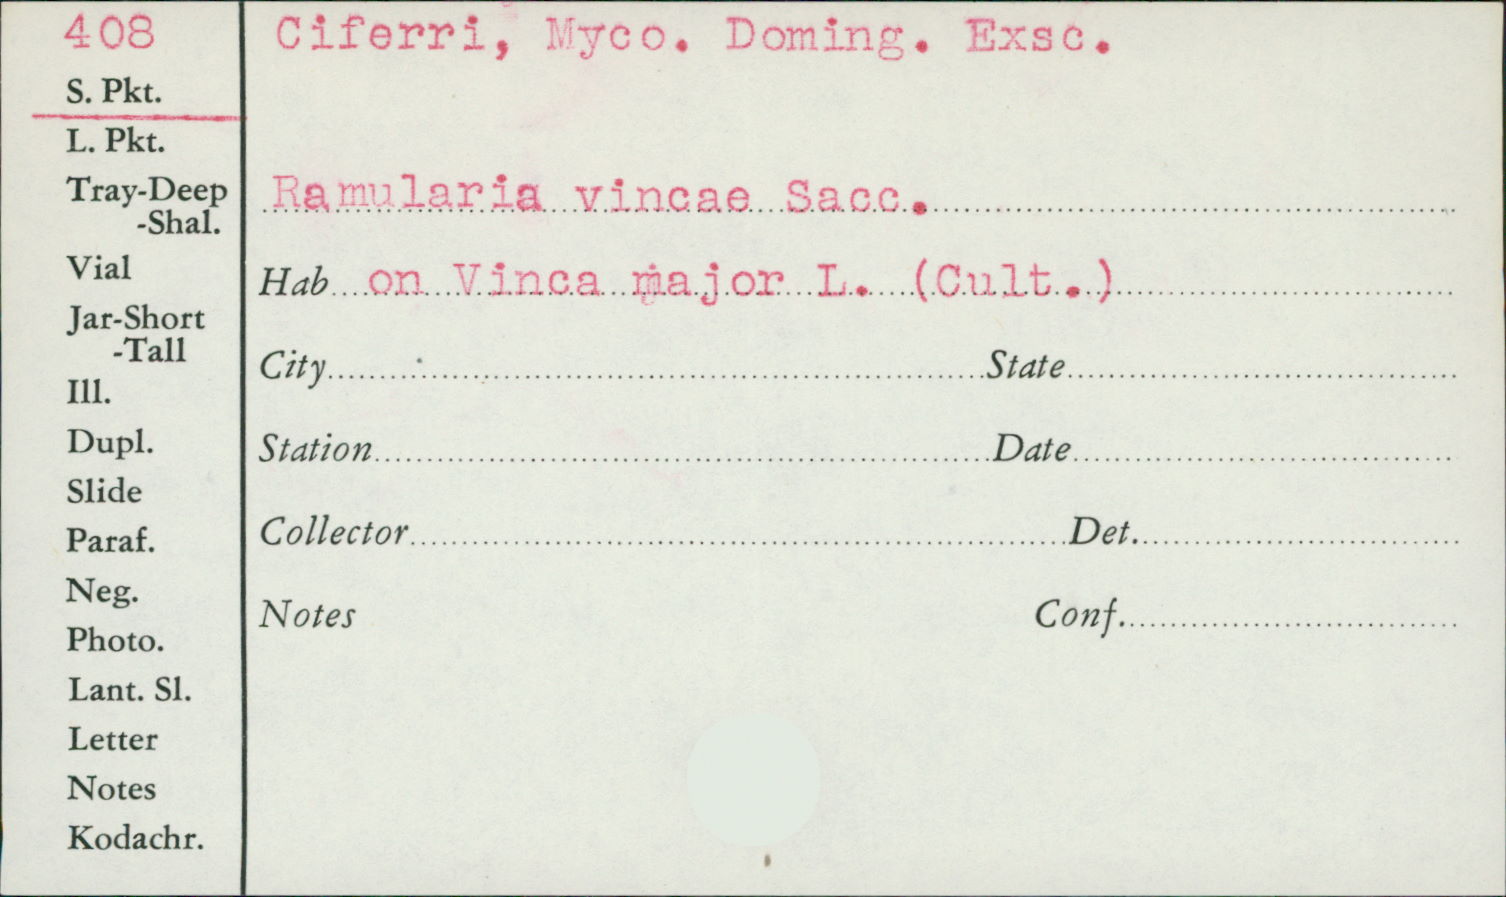 408
Ciferri, Myco. Doming. Exsc.
S. Pkt.
L. Pkt.
Tray-Deep
-Shal.
Vial
Jar-Short
-Tall
Ill.
Dupl.
Slide
Paraf.
Neg.
Photo.
Lant. Sl.
Letter
Notes
Kodachr.
Ramularia vincae Sacc.
Hab on Vinca major L. (Cult.)
City State
Station Date
Collector Det.
Notes Conf.